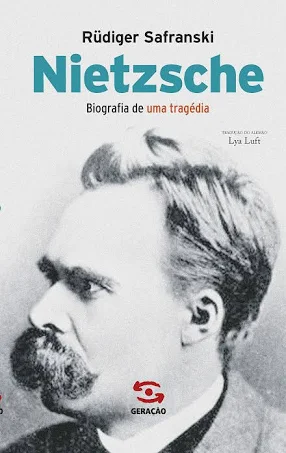 Rüdiger Safranski
Nietzsche
Biografia de uma tragédia
TRADUÇÃO DO ALEMÃO
Lya Luft
GERAÇÃO